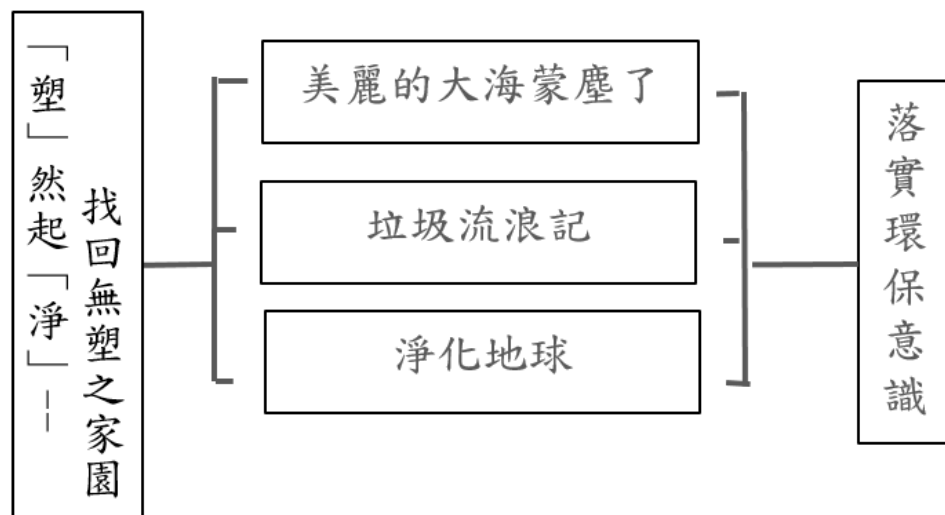 「塑」然起「淨」--
找回無塑之家園
美麗的大海蒙塵了
垃圾流浪記
淨化地球
落實環保意識